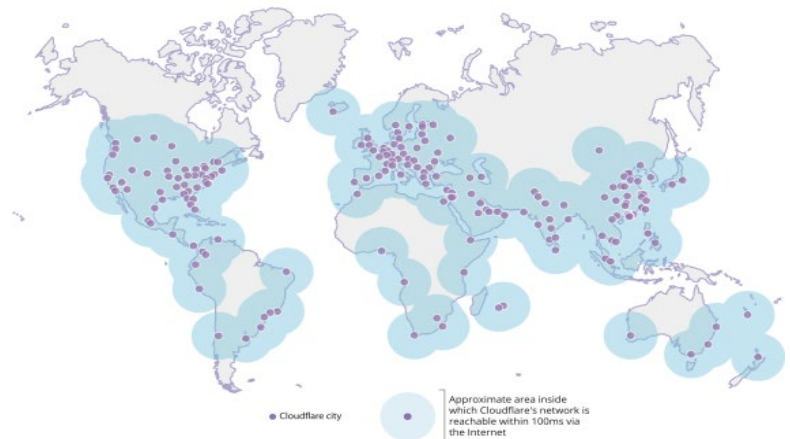 Cloudflare city
Approximate area inside
which Cloudflare's network is
reachable within 100ms via
the Internet